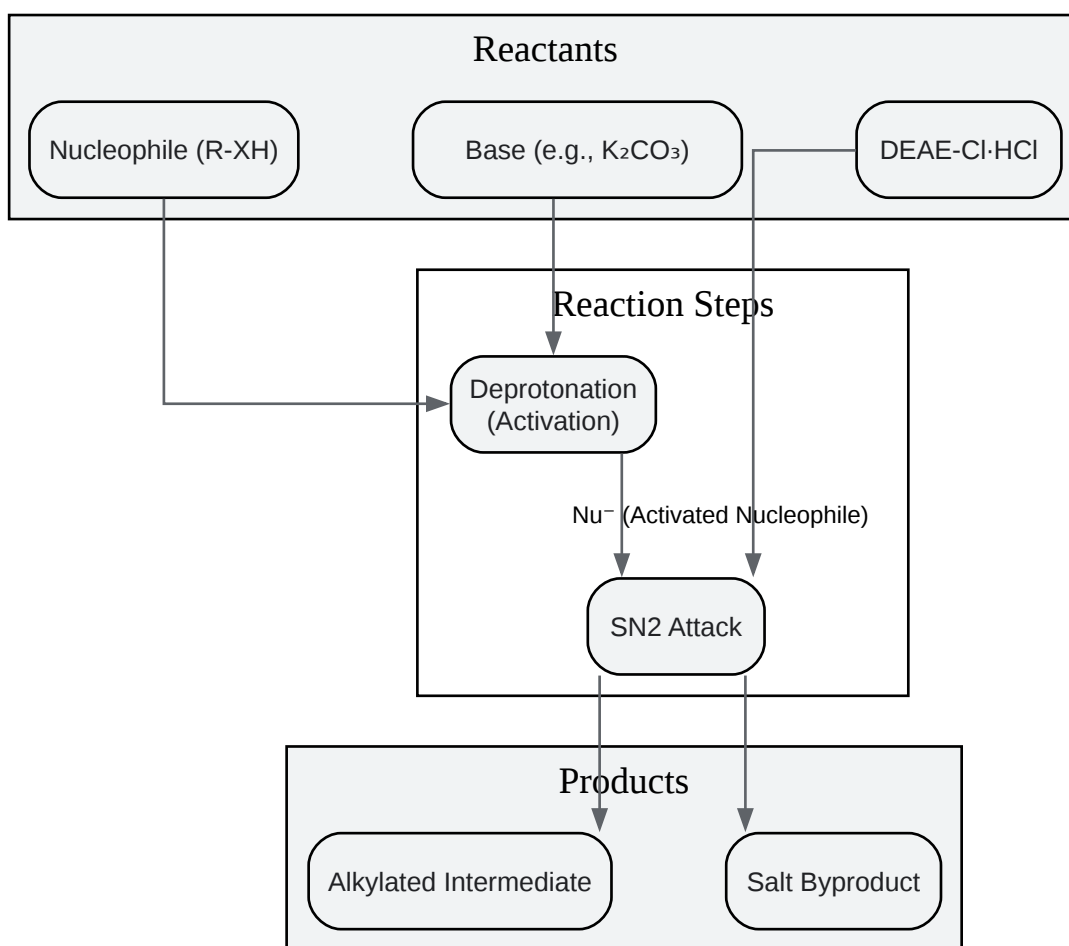 Reactants
Nucleophile (R-XH)
Base (e.g., K₂CO₃)
DEAE-Cl·HCl
Reaction Steps
Deprotonation
(Activation)
Nu⁻ (Activated Nucleophile)
SN2 Attack
Products
Alkylated Intermediate
Salt Byproduct